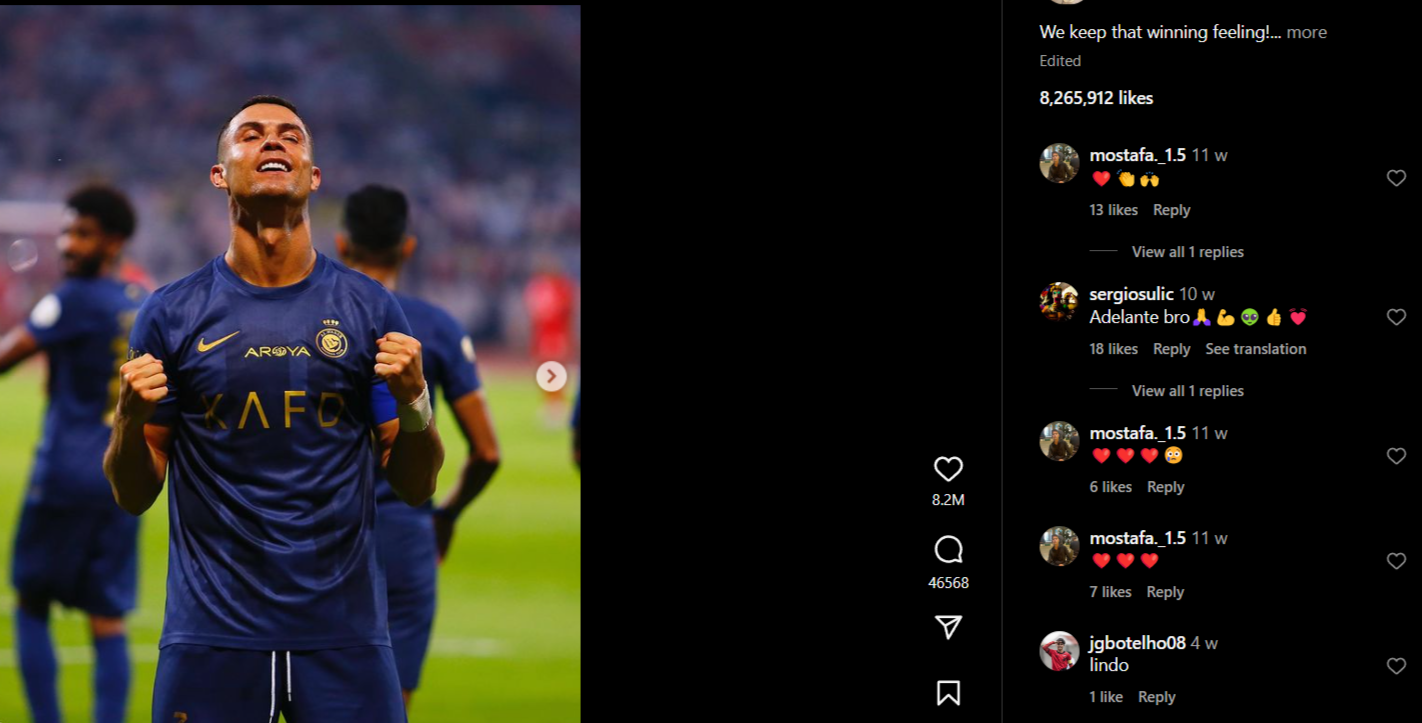 We keep that winning feeling!... more
Edited
8,265,912 likes
mostafa._1.5 11 w
❤️👏🙌
13 likes Reply
View all 1 replies
sergiosulic 10 w
Adelante bro🙏💪👽👍💓
18 likes Reply See translation
View all 1 replies
mostafa._1.5 11 w
❤️❤️❤️😢
6 likes Reply
mostafa._1.5 11 w
❤️❤️❤️
7 likes Reply
jgbotelho08 4 w
lindo
1 like Reply
AROYA
KAFD
8.2M
46568